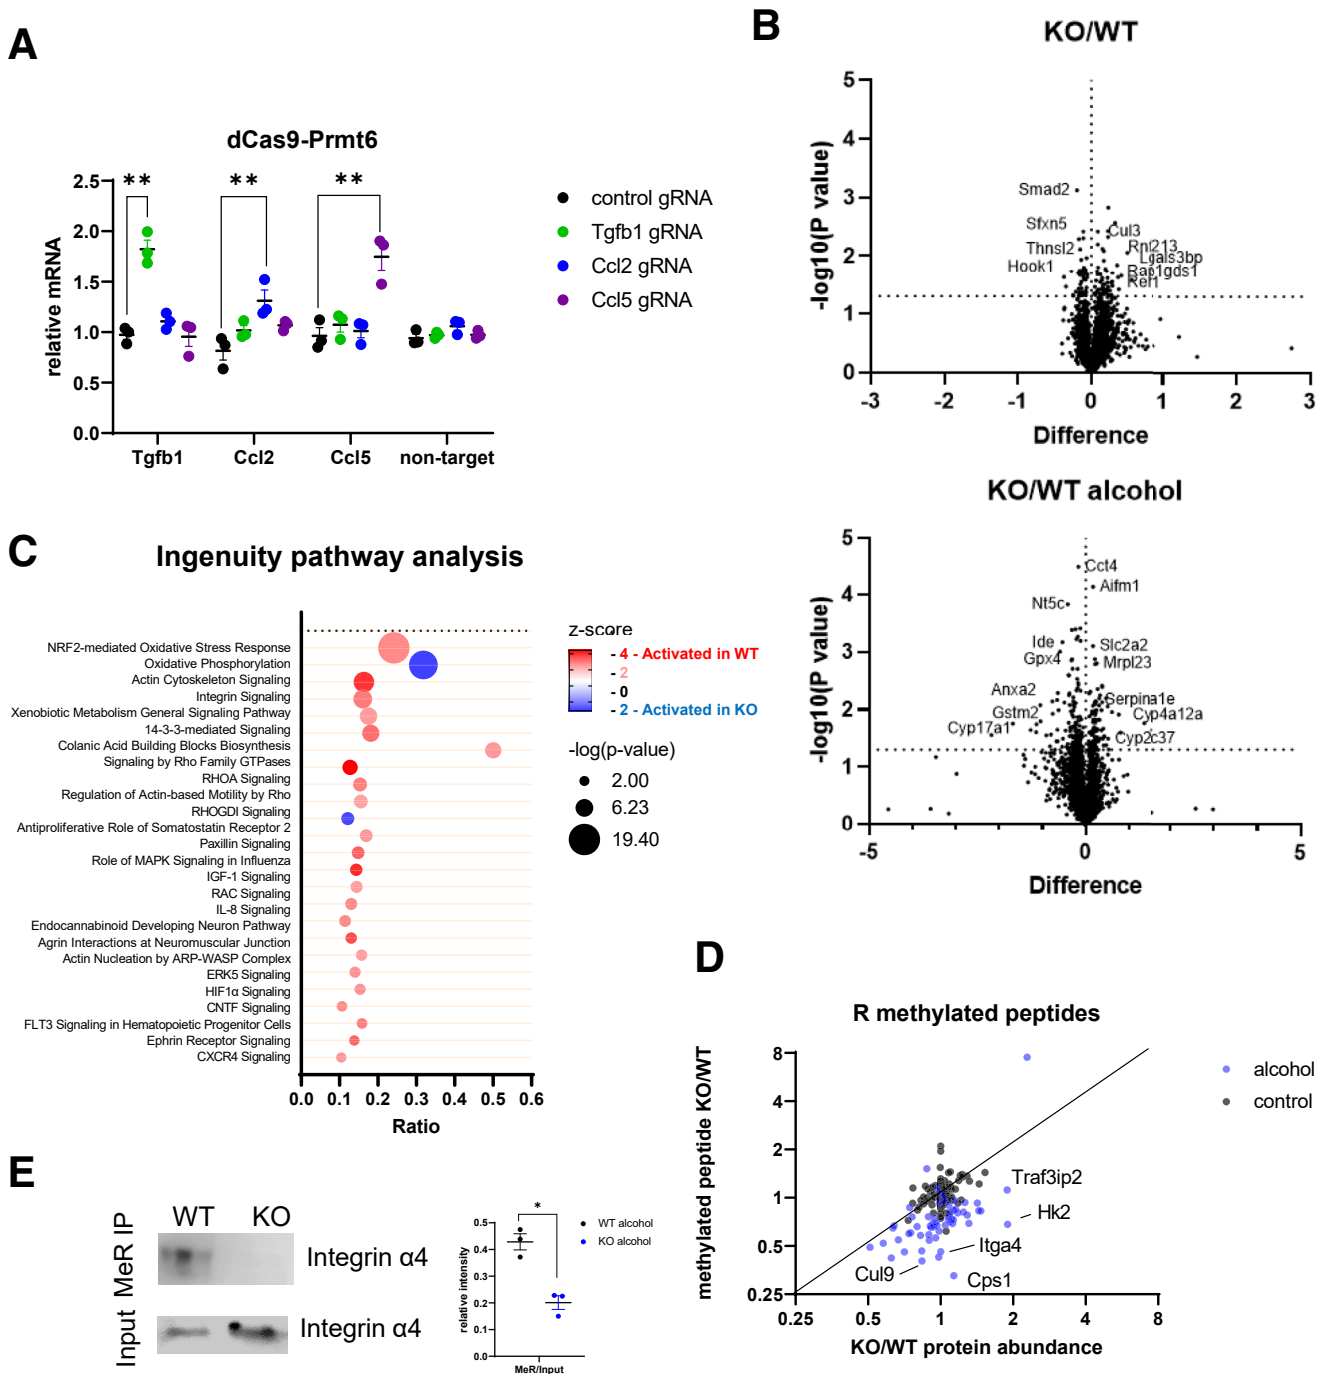 A
dCas9-Prmt6
relative mRNA
2.5
2.0
1.5
1.0
0.5
0.0
**
**
**
Tgfb1
Ccl2
Ccl5
non-target
control gRNA
Tgfb1 gRNA
Ccl2 gRNA
Ccl5 gRNA
B
KO/WT
-log10(P value)
5
4
3
2
1
0
Smad2
Sfxn5
Thnsl2
Hook1
Cul3
Rnf213
Lgals3bp
Rap1gds1
Rel1
-3
-2
-1
0
1
2
3
Difference
KO/WT alcohol
-log10(P value)
5
4
3
2
1
0
Cct4
Aifm1
Nt5c
Ide
Slc2a2
Gpx4
Mrpl23
Anxa2
Serpina1e
Gstm2
Cyp4a12a
Cyp17a1
Cyp2c37
-5
0
5
Difference
C
Ingenuity pathway analysis
NRF2-mediated Oxidative Stress Response
Oxidative Phosphorylation
Actin Cytoskeleton Signaling
Integrin Signaling
Xenobiotic Metabolism General Signaling Pathway
14-3-3-mediated Signaling
Colanic Acid Building Blocks Biosynthesis
Signaling by Rho Family GTPases
RHOA Signaling
Regulation of Actin-based Motility by Rho
RHOGDI Signaling
Antiproliferative Role of Somatostatin Receptor 2
Paxillin Signaling
Role of MAPK Signaling in Influenza
IGF-1 Signaling
RAC Signaling
IL-8 Signaling
Endocannabinoid Developing Neuron Pathway
Agrin Interactions at Neuromuscular Junction
Actin Nucleation by ARP-WASP Complex
ERK5 Signaling
HIF1α Signaling
CNTF Signaling
FLT3 Signaling in Hematopoietic Progenitor Cells
Ephrin Receptor Signaling
CXCR4 Signaling
0.0
0.1
0.2
0.3
0.4
0.5
0.6
Ratio
z-score
- 4 - Activated in WT
- 2
- 0
- 2 - Activated in KO
-log(p-value)
2.00
6.23
19.40
D
R methylated peptides
methylated peptide KO/WT
8
4
2
1
0.5
0.25
Traf3ip2
Hk2
Itga4
Cul9
Cps1
0.25
0.5
1
2
4
8
KO/WT protein abundance
alcohol
control
E
WT KO
MeR IP
Integrin α4
Input
Integrin α4
relative intensity
0.5
0.4
0.3
0.2
0.1
0.0
*
MeR/Input
WT alcohol
KO alcohol